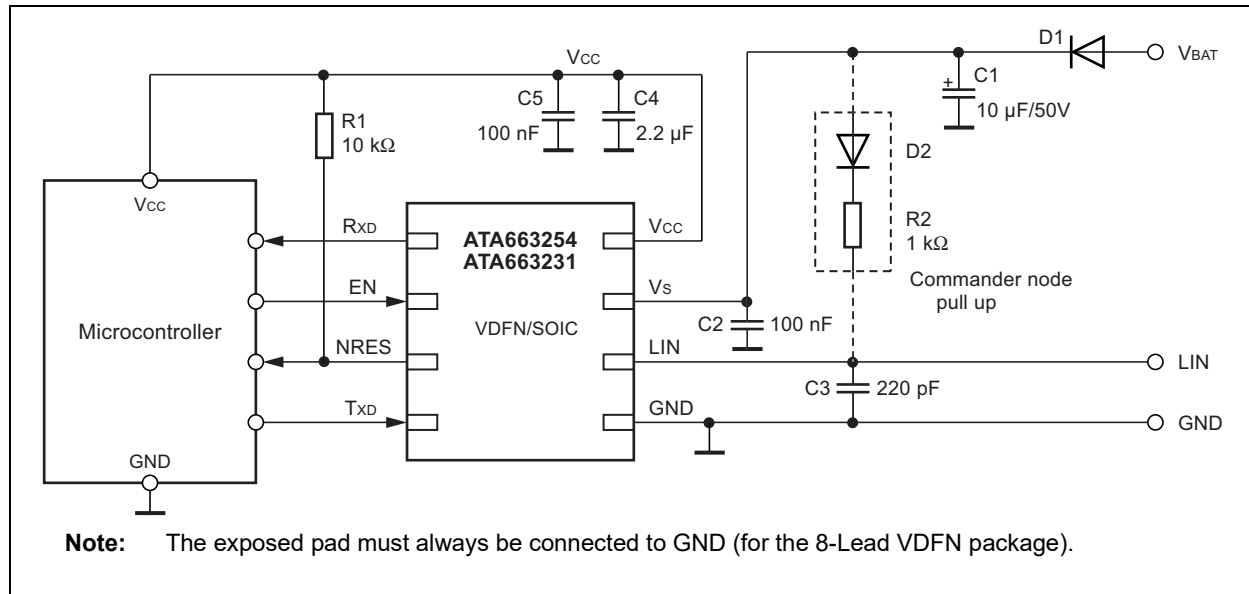 D1
VBAT
VCC
C1
+
10 µF/50V
C5
100 nF
C4
2.2 µF
R1
10 kΩ
D2
R2
1 kΩ
Commander node
pull up
VCC
RXD
EN
NRES
TXD
Microcontroller
GND
ATA663254
ATA663231
VDFN/SOIC
VCC
VS
LIN
GND
C2
100 nF
C3
220 pF
LIN
GND
Note: The exposed pad must always be connected to GND (for the 8-Lead VDFN package).